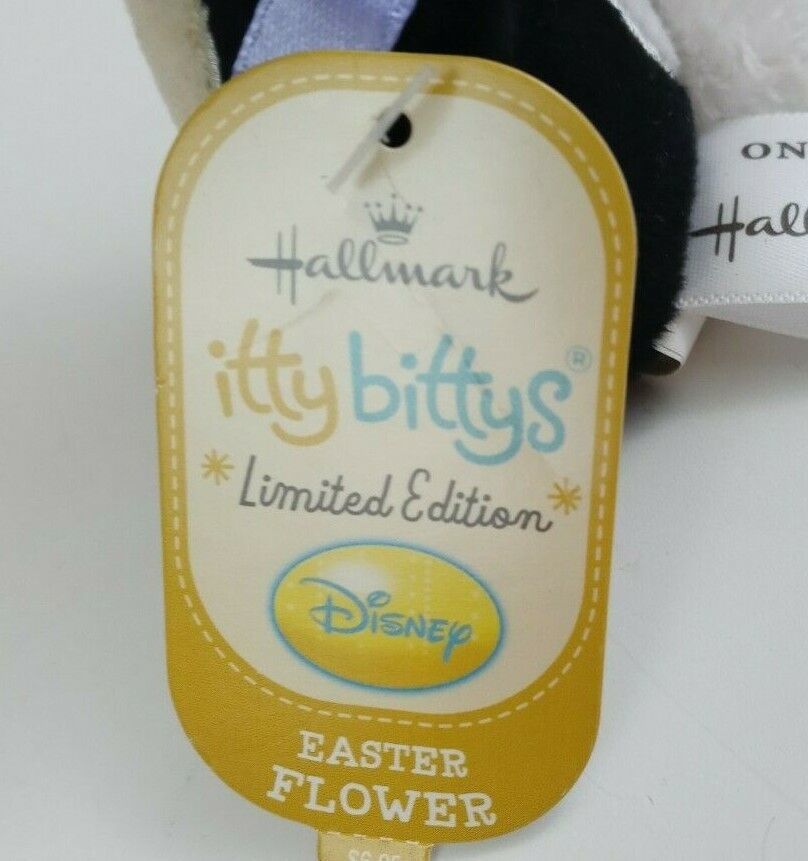 Hallmark
itty bittys®
Limited Edition
Disney
EASTER
FLOWER
ON
Hall